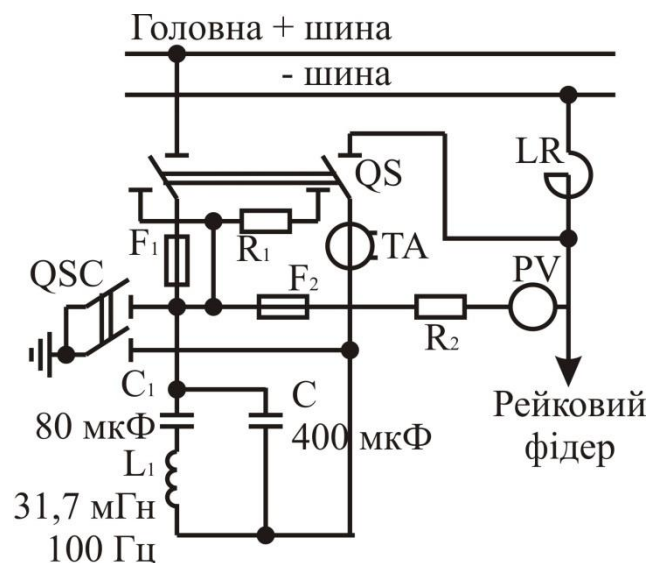 Головна + шина
- шина
LR
QS
F₁
R₁
TA
PV
QSC
F₂
R₂
C₁
C
80 мкФ
400 мкФ
Рейковий
фідер
L₁
31,7 мГн
100 Гц